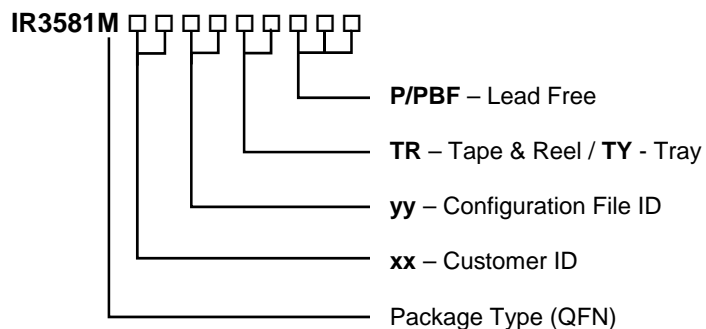 IR3581M
P/PBF – Lead Free
TR – Tape & Reel / TY - Tray
yy – Configuration File ID
xx – Customer ID
Package Type (QFN)